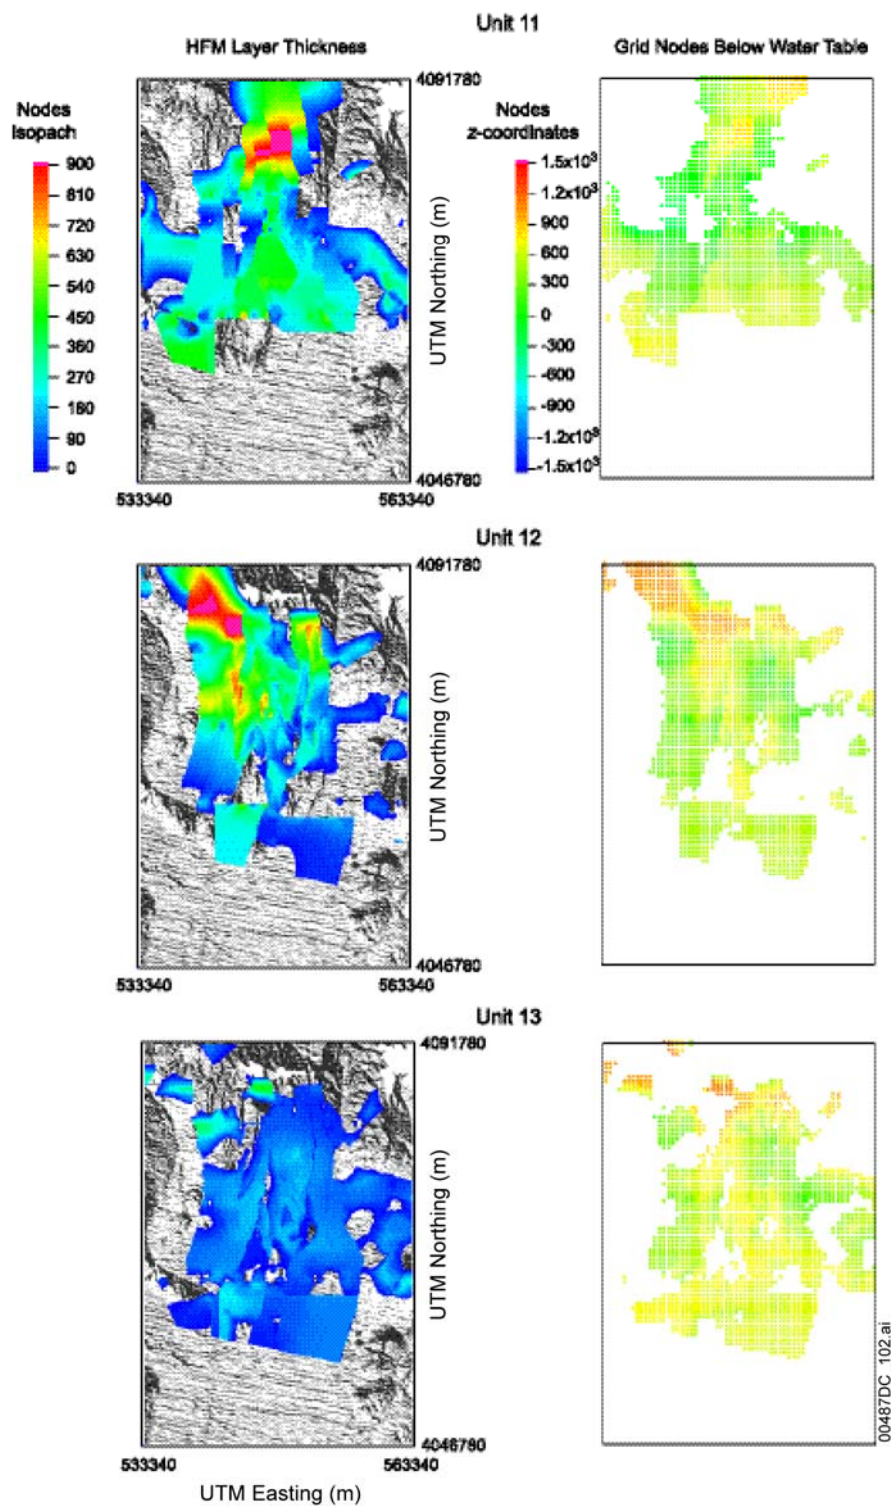 Unit 11
HFM Layer Thickness
Grid Nodes Below Water Table
Nodes
Isopach
900
810
720
630
540
450
360
270
180
90
0
4091780
UTM Northing (m)
4046780
533340
563340
Nodes
z-coordinates
1.5x10³
1.2x10³
900
600
300
0
-300
-600
-900
-1.2x10³
-1.5x10³
Unit 12
4091780
UTM Northing (m)
4046780
533340
563340
Unit 13
4091780
UTM Northing (m)
4046780
533340
563340
UTM Easting (m)
00487DC_102.ai